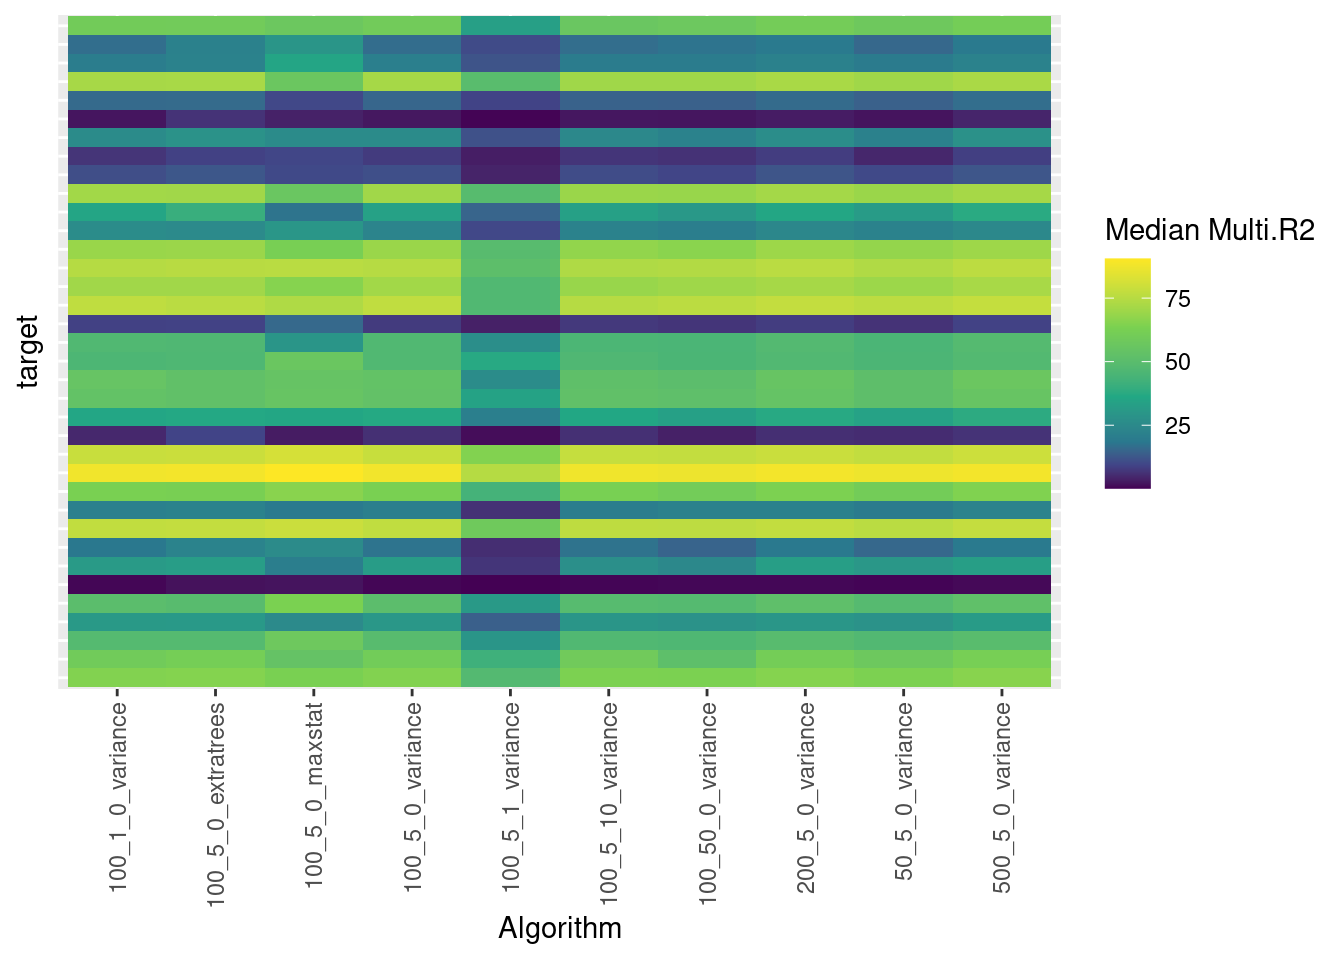 target
Median Multi.R2
75
50
25
100_1_0_variance
100_5_0_extratrees
100_5_0_maxstat
100_5_0_variance
100_5_1_variance
100_5_10_variance
100_50_0_variance
200_5_0_variance
50_5_0_variance
500_5_0_variance
Algorithm